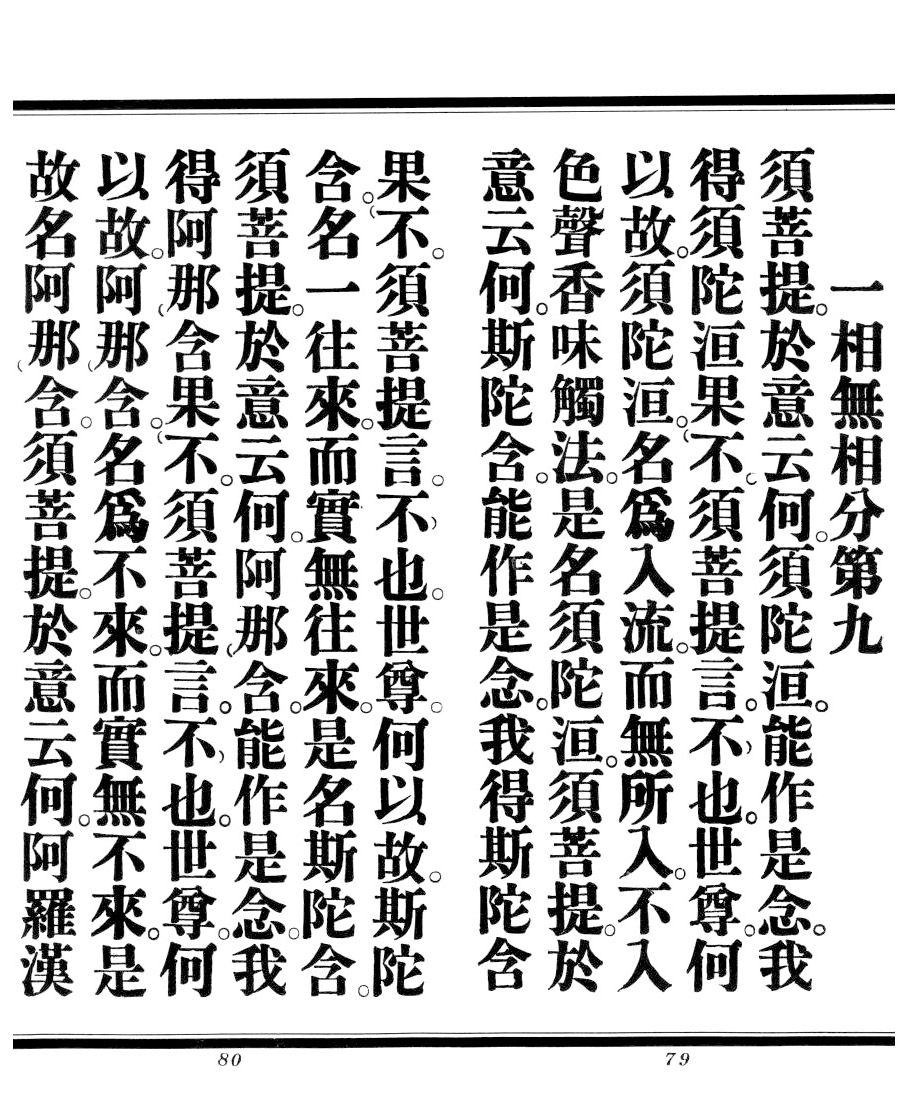 一相無相分第九
須菩提。於意云何。須陀洹。能作是念。我
得須陀洹果不。須菩提言。不也。世尊。何
以故。須陀洹。名為入流。而無所入。不入
色聲香味觸法。是名須陀洹。須菩提。於
意云何。斯陀含。能作是念。我得斯陀含
79
果不。須菩提言。不也。世尊。何以故。斯陀
含。名一往來。而實無往來。是名斯陀含。
須菩提。於意云何。阿那含。能作是念。我
得阿那含果不。須菩提言。不也。世尊。何
以故。阿那含。名為不來。而實無不來。是
故名阿那含。須菩提。於意云何。阿羅漢
80